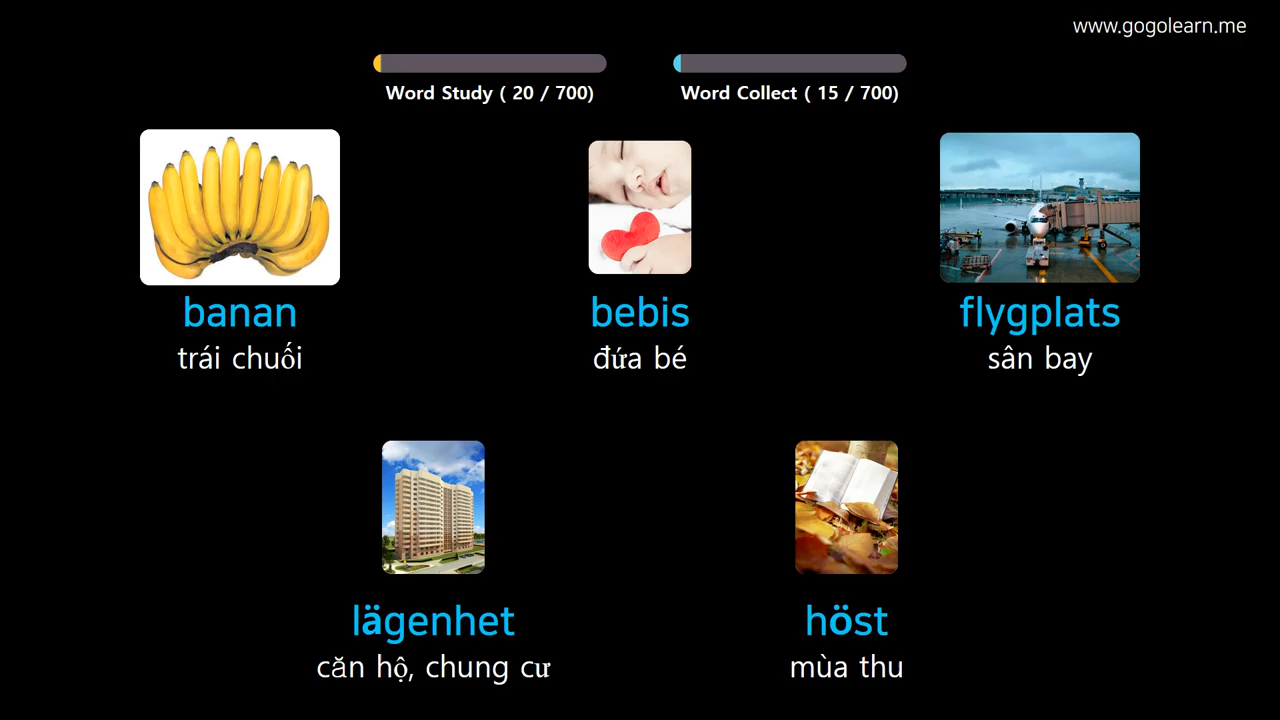 www.gogolearn.me
Word Study ( 20 / 700)
Word Collect ( 15 / 700)
banan
trái chuối
bebis
đứa bé
flygplats
sân bay
lägenhet
căn hộ, chung cư
höst
mùa thu